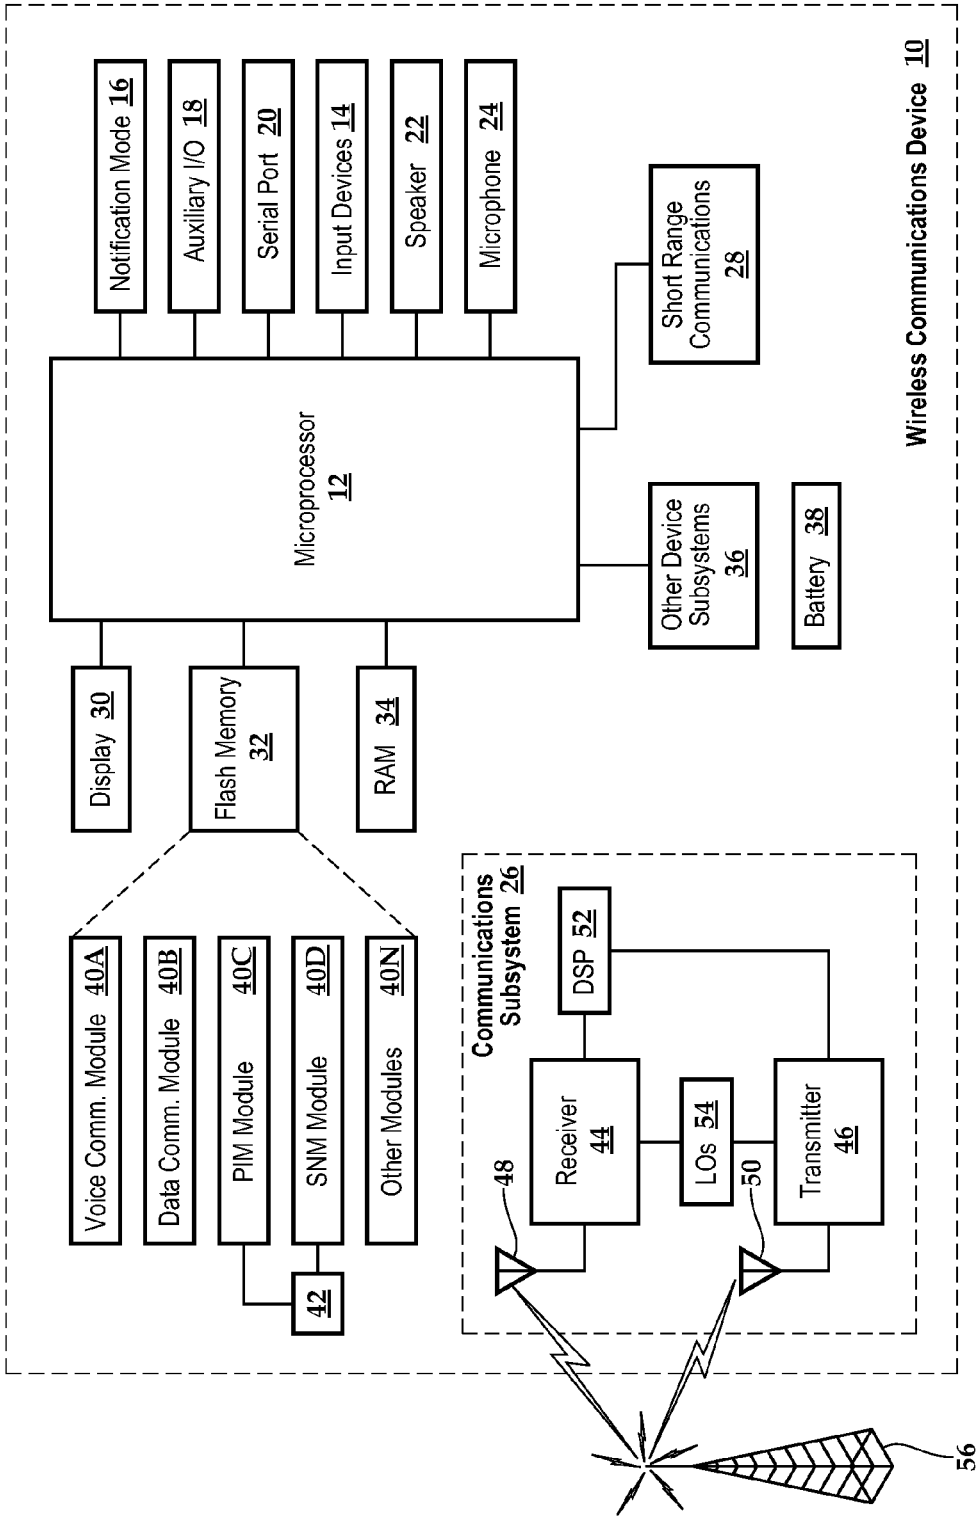 Voice Comm. Module 40A
Data Comm. Module 40B
PIM Module 40C
SNM Module 40D
Other Modules 40N
42
Display 30
Flash Memory
32
RAM 34
Microprocessor
12
Notification Mode 16
Auxiliary I/O 18
Serial Port 20
Input Devices 14
Speaker 22
Microphone 24
Communications
Subsystem 26
DSP 52
Receiver
44
LOs 54
Transmitter
46
48
50
56
Other Device
Subsystems
36
Battery 38
Short Range
Communications
28
Wireless Communications Device 10